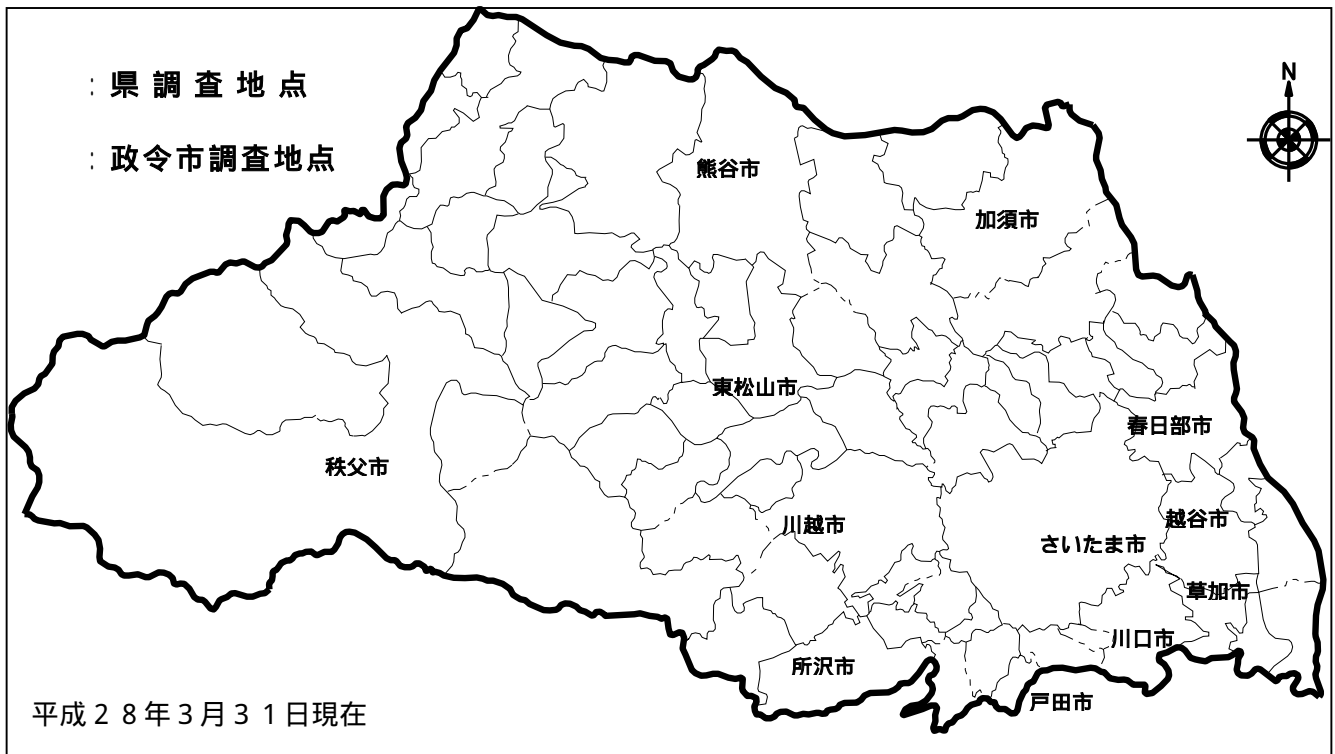 : 県調査地点
: 政令市調査地点
N
熊谷市
加須市
東松山市
春日部市
秩父市
川越市
越谷市
さいたま市
草加市
川口市
所沢市
戸田市
平成２８年３月３１日現在